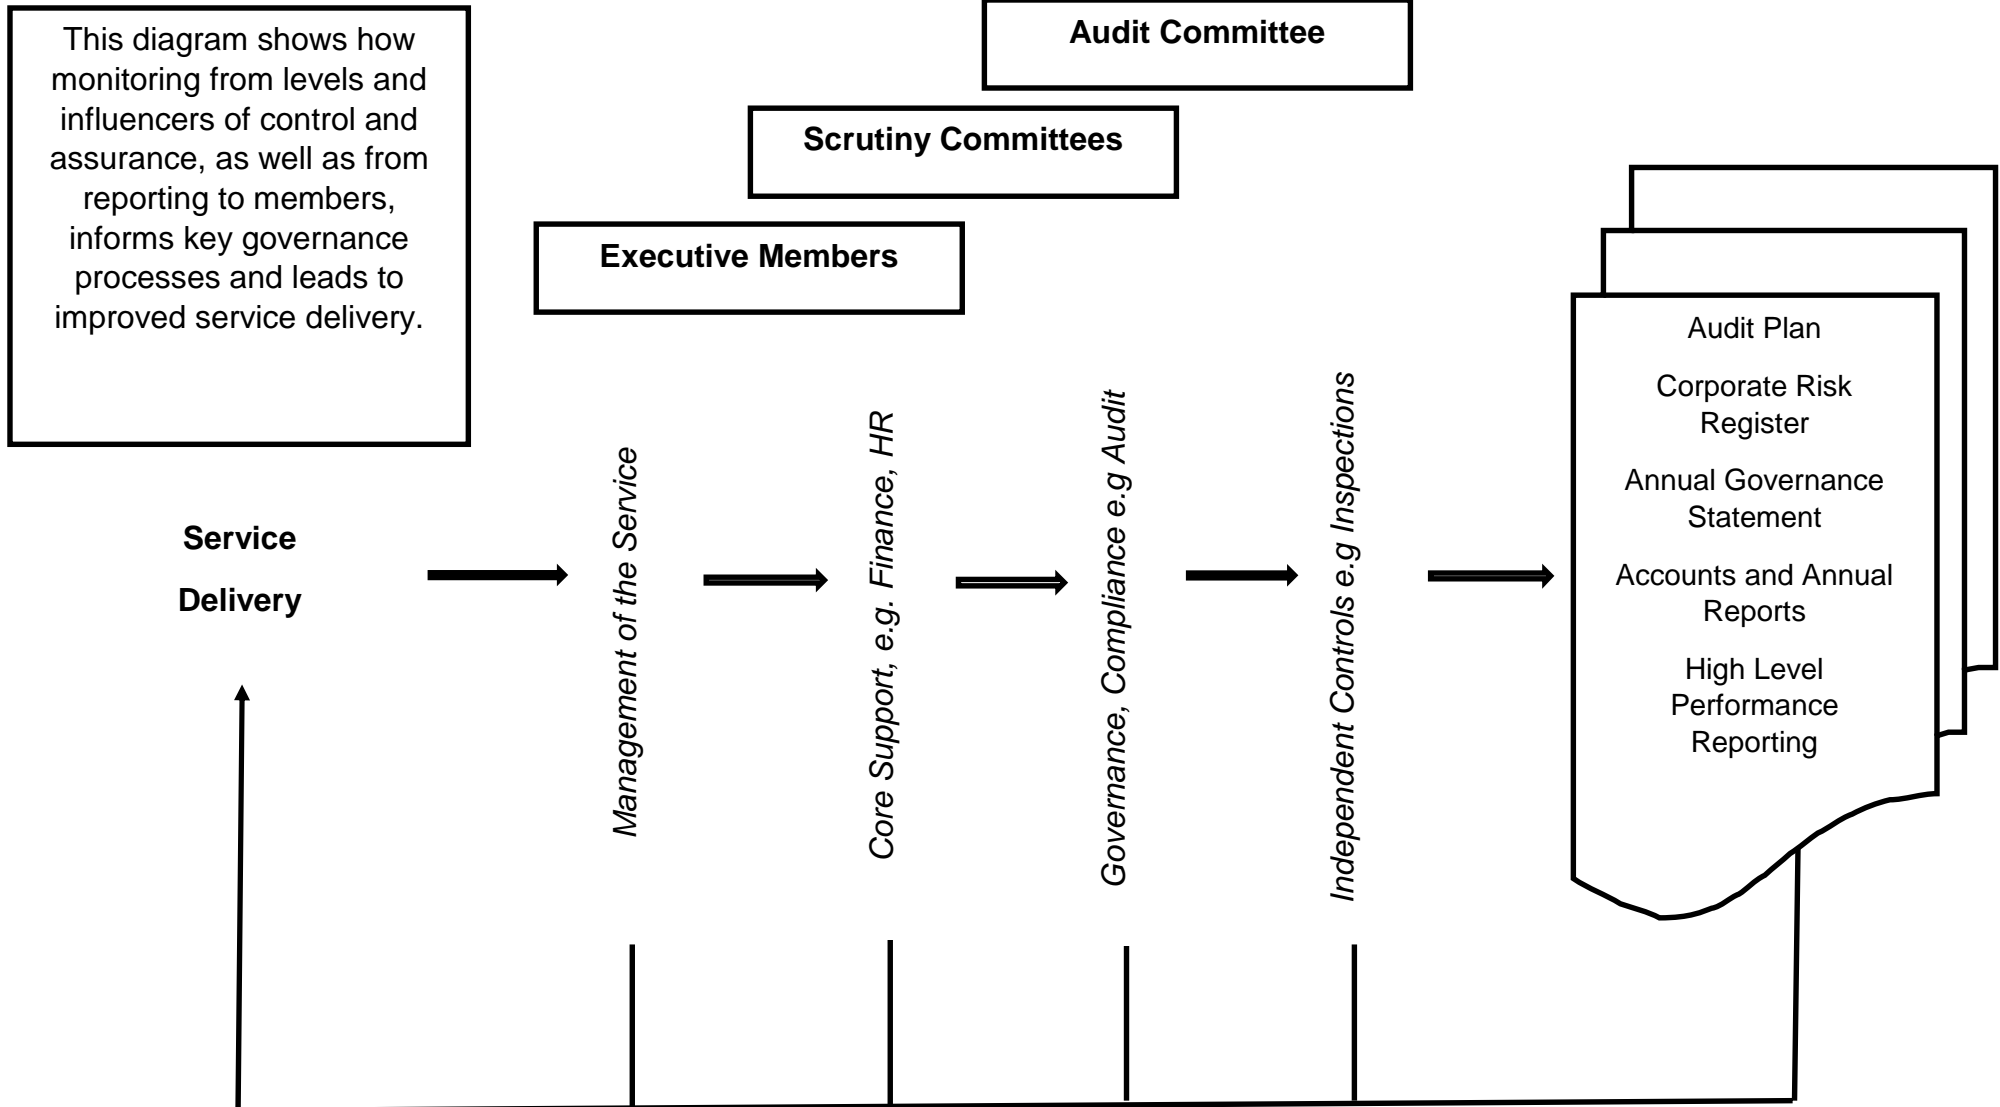 This diagram shows how
monitoring from levels and
influencers of control and
assurance, as well as from
reporting to members,
informs key governance
processes and leads to
improved service delivery.
Audit Committee
Scrutiny Committees
Executive Members
Service
Delivery
Management of the Service
Core Support, e.g. Finance, HR
Governance, Compliance e.g Audit
Independent Controls e.g Inspections
Audit Plan
Corporate Risk
Register
Annual Governance
Statement
Accounts and Annual
Reports
High Level
Performance
Reporting